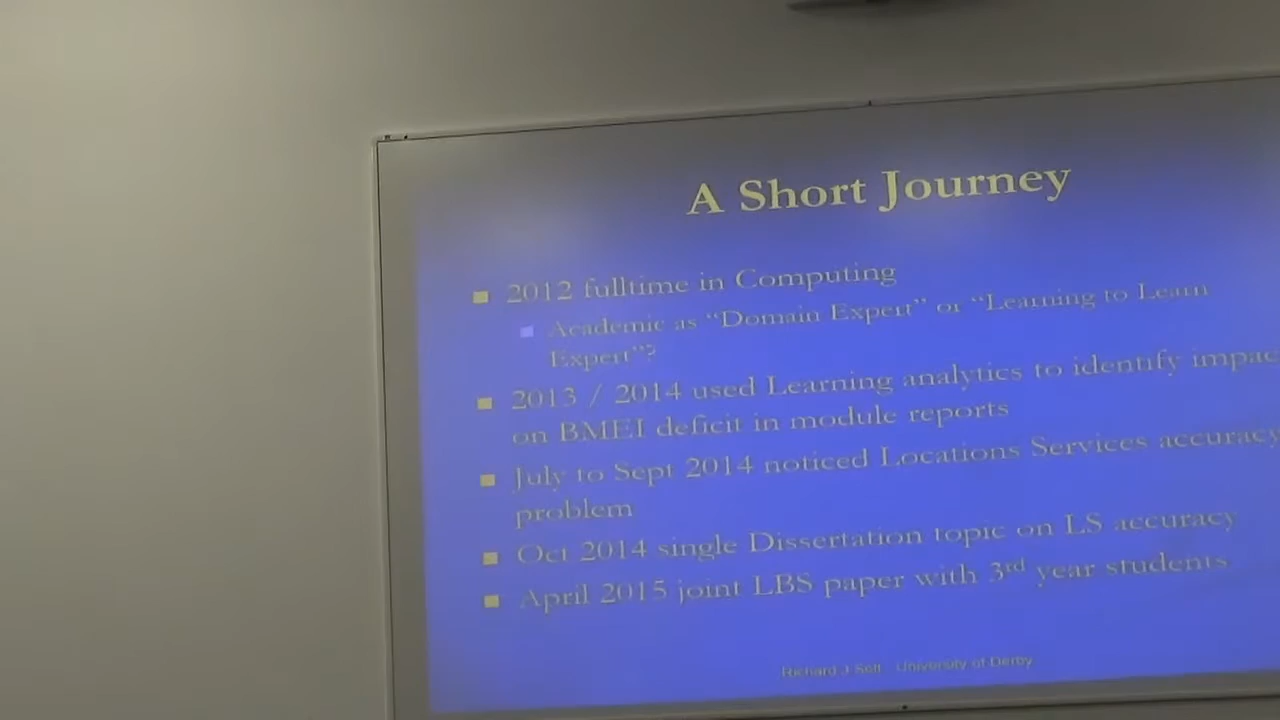 A Short Journey
2012 fulltime in Computing
Academic as “Domain Expert” or “Learning to Learn
Expert”?
2013 / 2014 used Learning analytics to identify
on BMEI deficit in module reports
July to Sept 2014 noticed Locations Services accuracy
problem
Oct 2014 single Dissertation topic on LS accuracy
April 2015 joint LBS paper with 3rd year students
Richard J University of Derby